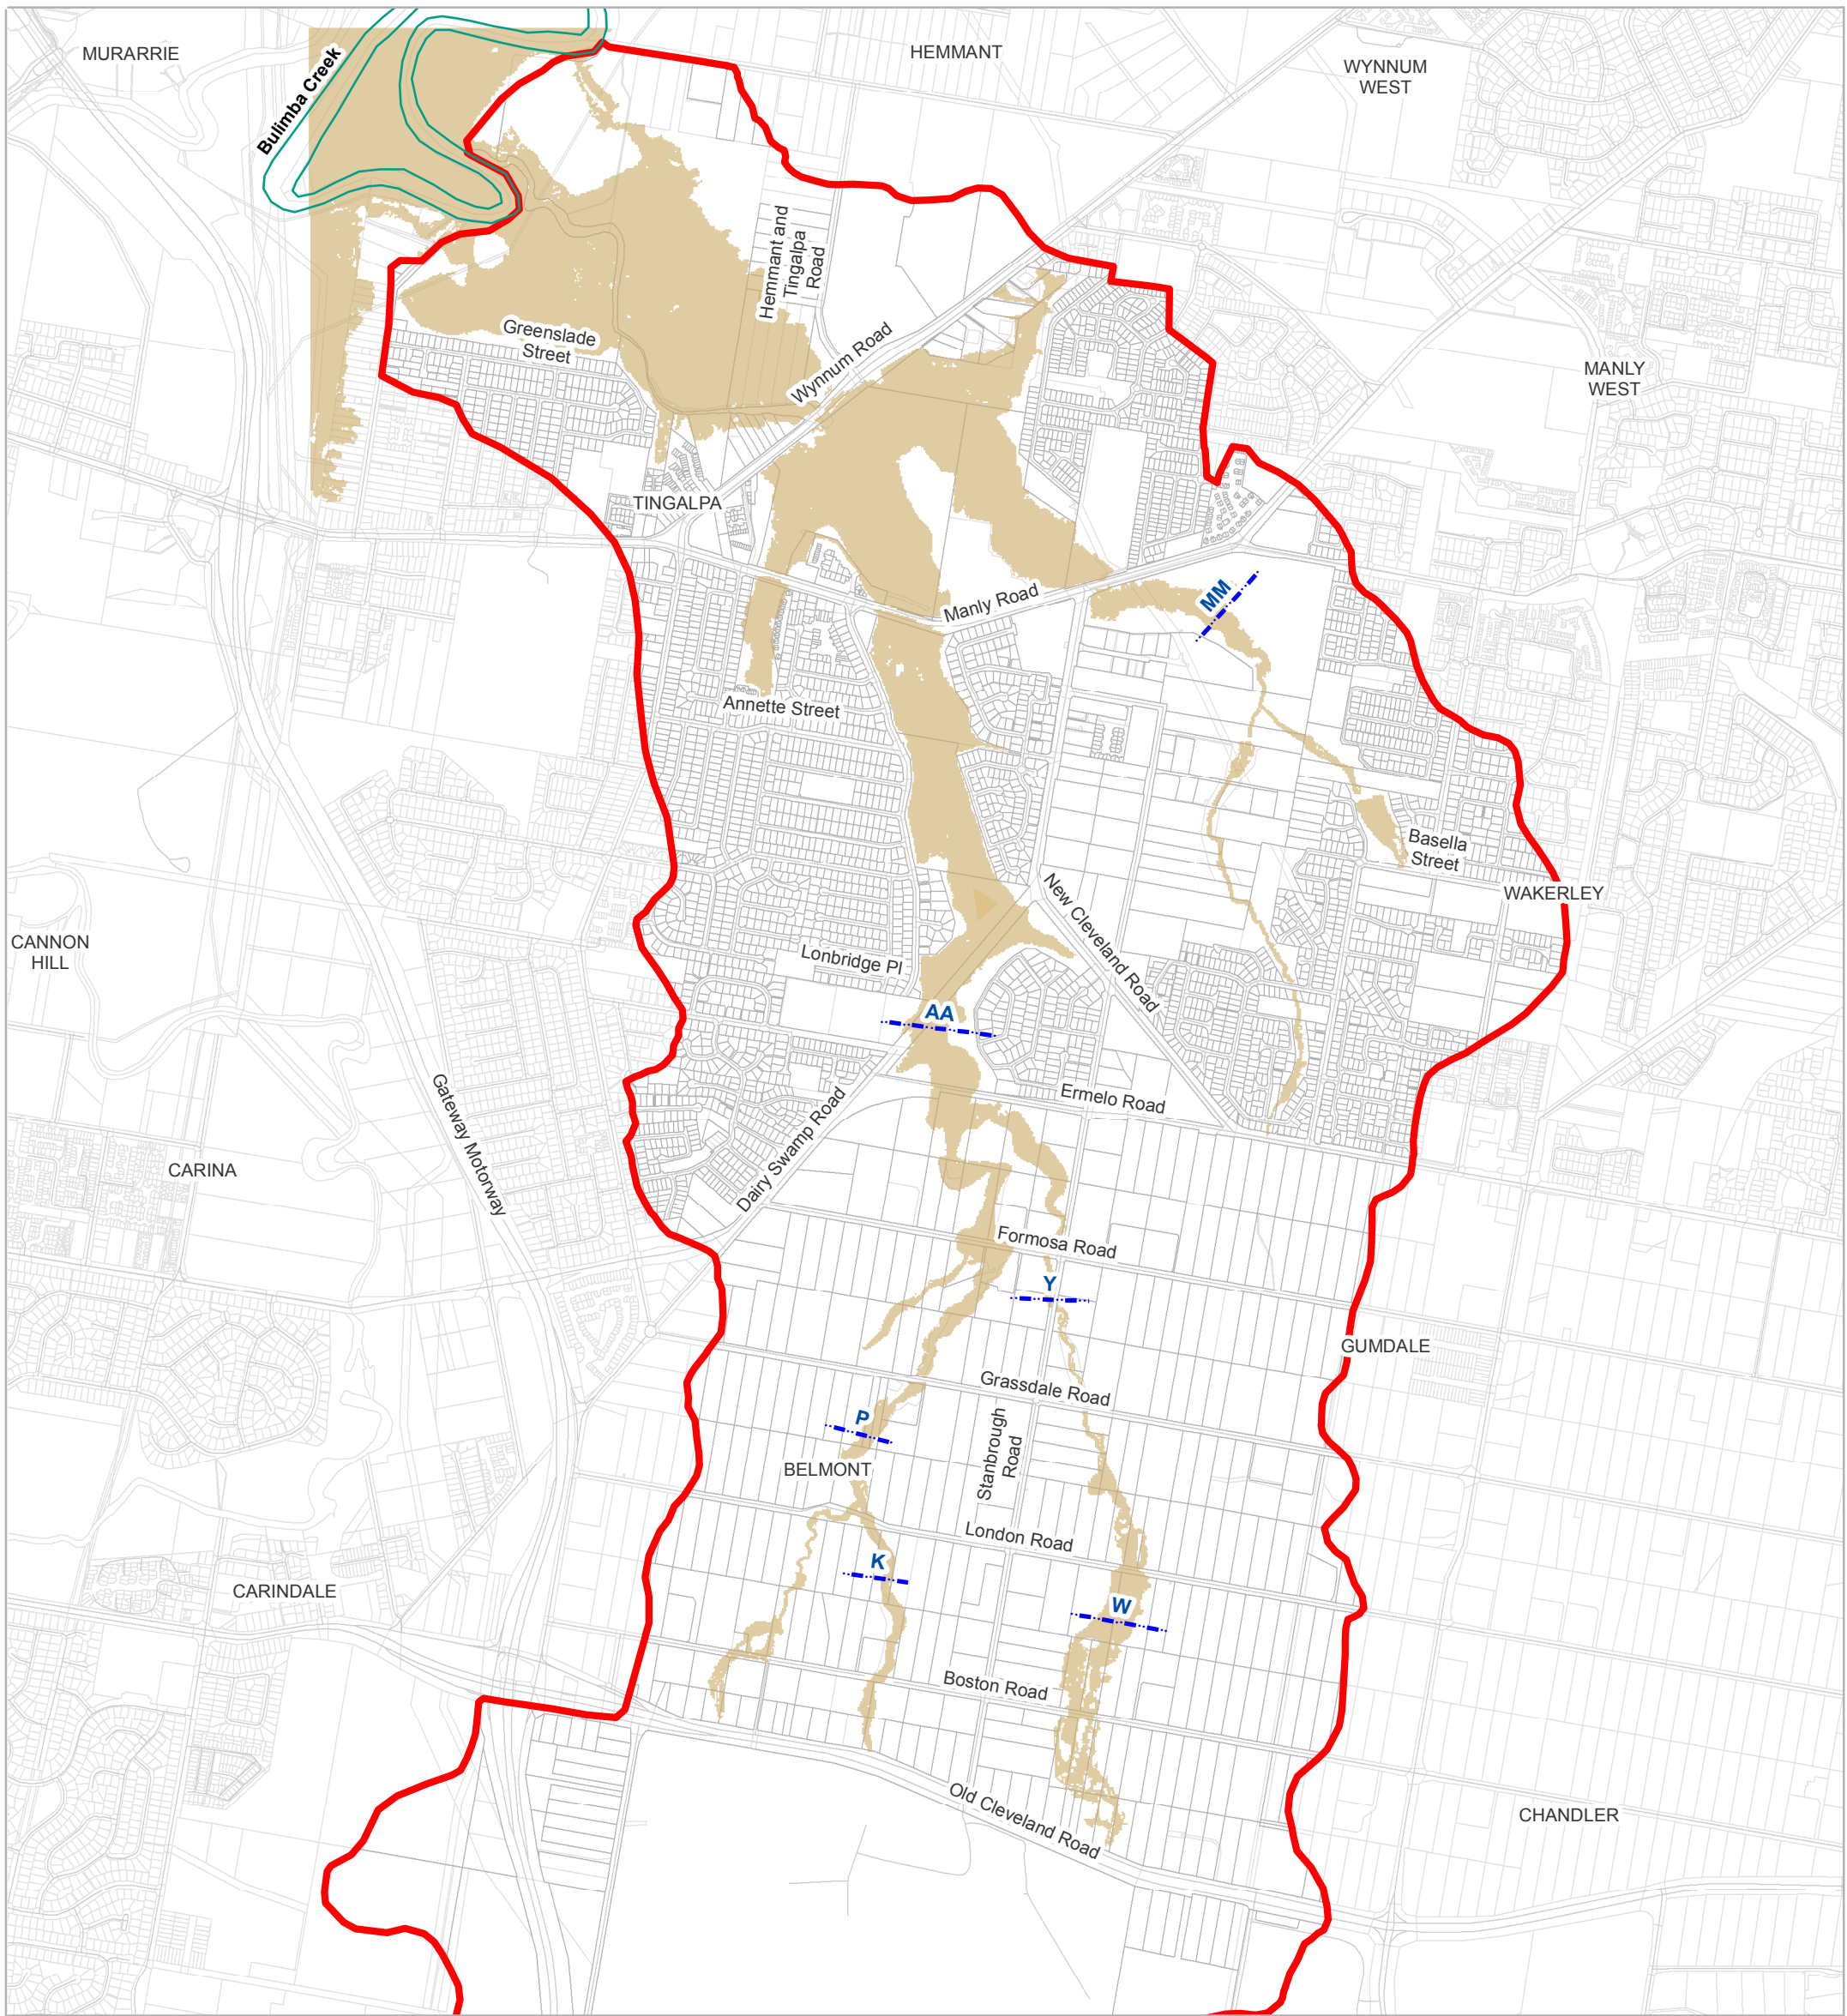 MURARRIE
Bulimba Creek
HEMMANT
WYNNUM
WEST
Hemmant and
Tingalpa
Road
Greenslade
Street
Wynnum Road
MANLY
WEST
TINGALPA
MM
Manly Road
Annette Street
Basella
Street
WAKERLEY
New Cleveland Road
CANNON
HILL
Lonbridge Pl
AA
Ermelo Road
Gateway Motorway
Dairy Swamp Road
CARINA
Formosa Road
Y
GUMDALE
Grassdale Road
P
Stanbrough
Road
BELMONT
London Road
K
CARINDALE
W
Boston Road
Old Cleveland Road
CHANDLER